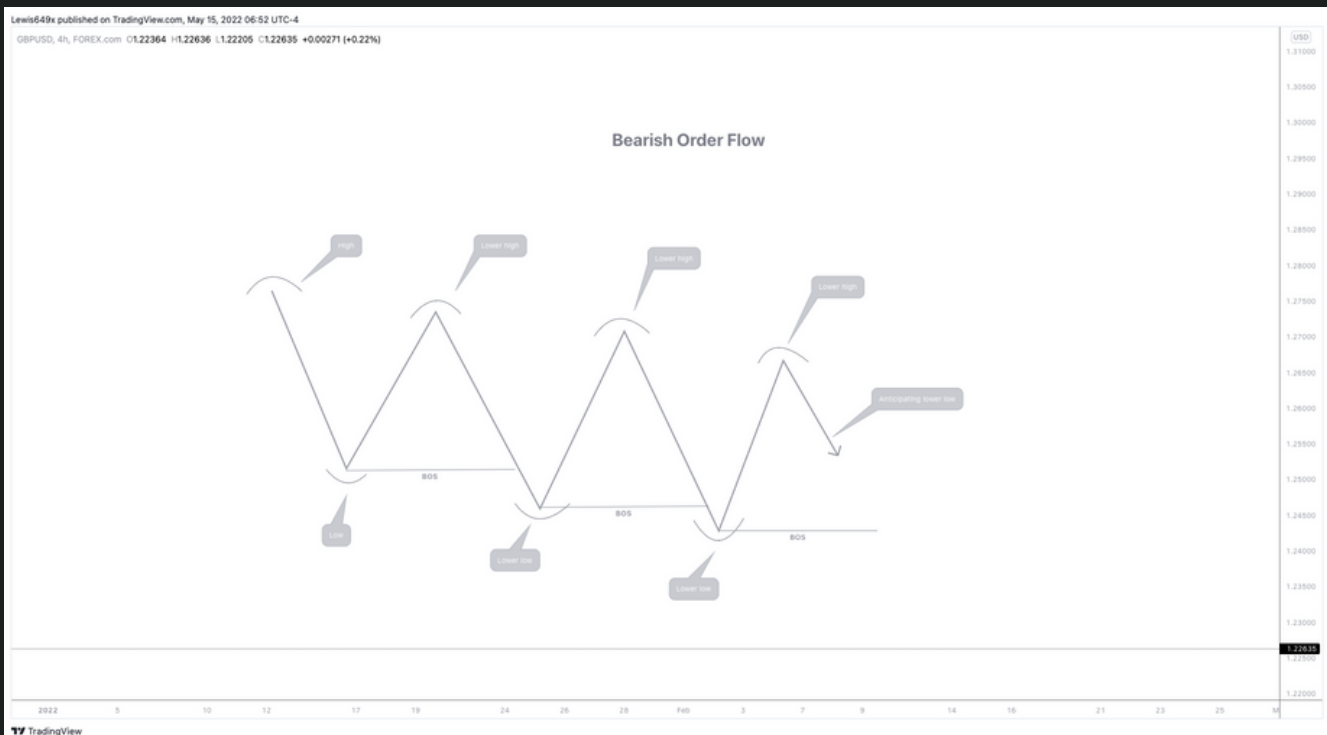 Lewis649x published on TradingView.com, May 15, 2022 06:52 UTC-4
GBPUSD, 4h, FOREX.com O1.22364 H1.22636 L1.22205 C1.22635 +0.00271 (+0.22%)
USD
1.31000
1.30500
1.30000
Bearish Order Flow
1.29500
1.29000
1.28500
High
Lower high
Lower high
1.28000
Lower high
1.27500
1.27000
1.26500
Anticipating lower low
1.26000
1.25500
BOS
1.25000
BOS
1.24500
Low
BOS
1.24000
Lower low
1.23500
Lower low
1.23000
1.22635
1.22500
1.22000
2022 5 10 12 17 19 24 26 28 Feb 3 7 9 14 16 21 23 25 M
TradingView